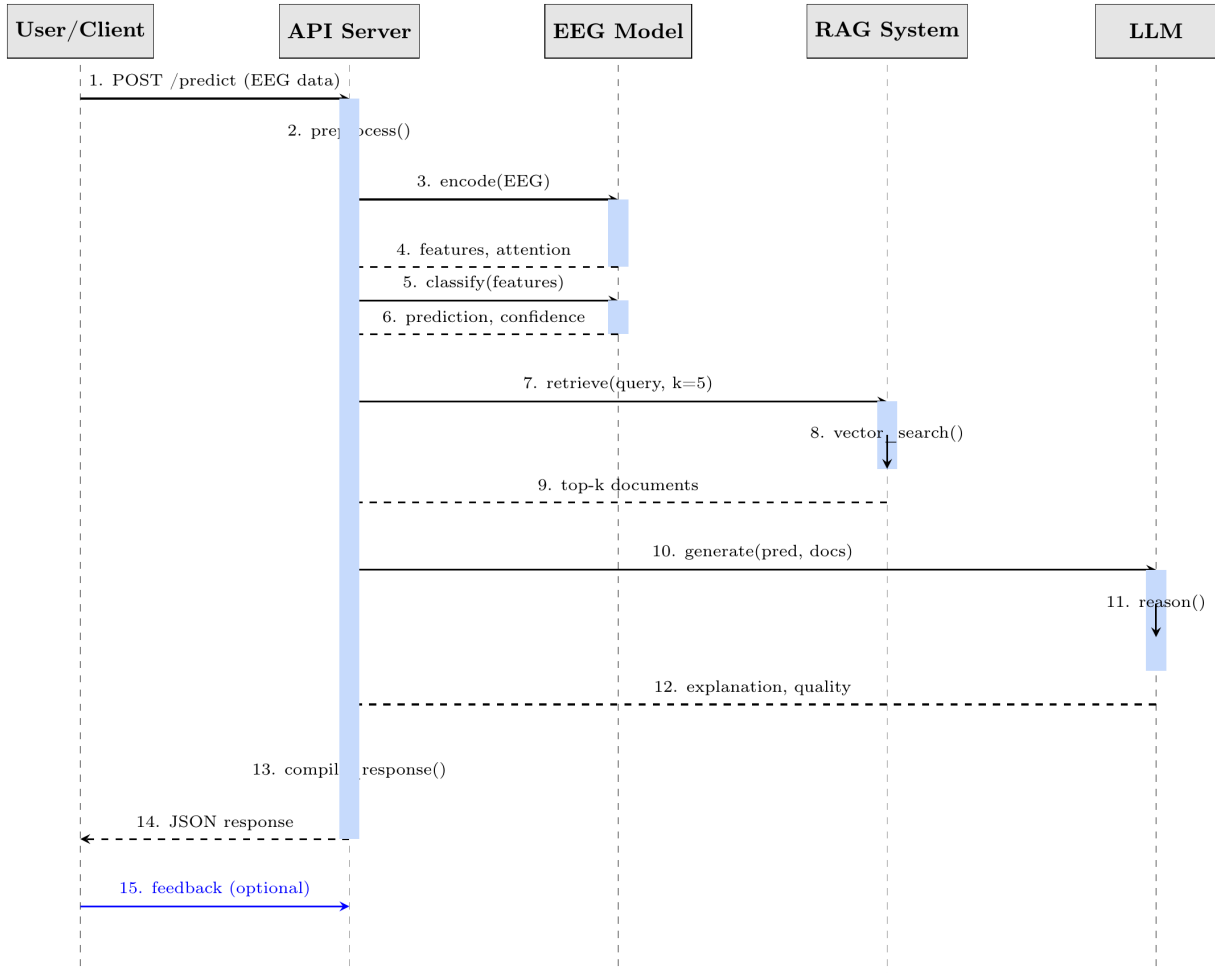 User/Client
API Server
EEG Model
RAG System
LLM
1. POST /predict (EEG data)
2. preprocess()
3. encode(EEG)
4. features, attention
5. classify(features)
6. prediction, confidence
7. retrieve(query, k=5)
8. vector_search()
9. top-k documents
10. generate(pred, docs)
11. reason()
12. explanation, quality
13. compile_response()
14. JSON response
15. feedback (optional)